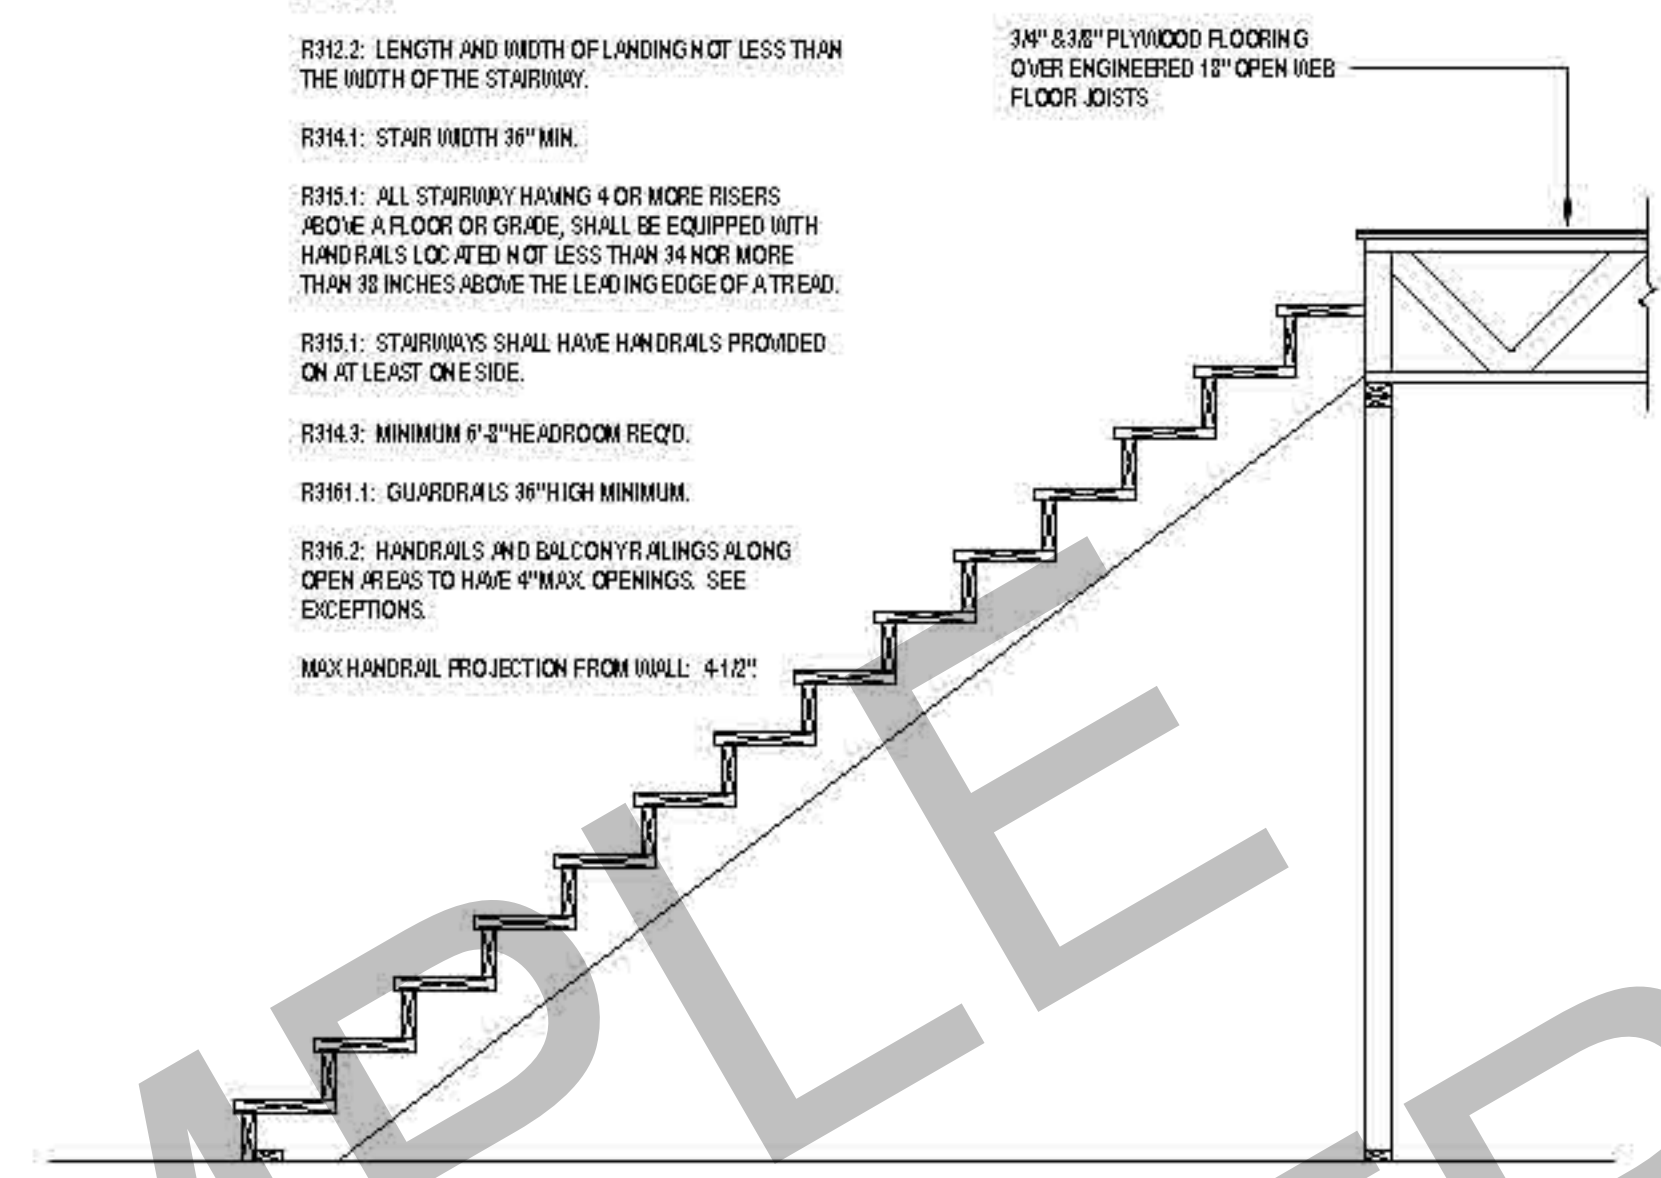 R312.2: LENGTH AND WIDTH OF LANDING NOT LESS THAN
THE WIDTH OF THE STAIRWAY.
R314.1: STAIR WIDTH 36" MIN.
R315.1: ALL STAIRWAY HAVING 4 OR MORE RISERS
ABOVE A FLOOR OR GRADE, SHALL BE EQUIPPED WITH
HANDRAILS LOCATED NOT LESS THAN 34 NOR MORE
THAN 38 INCHES ABOVE THE LEADING EDGE OF A TREAD.
R315.1: STAIRWAYS SHALL HAVE HANDRAILS PROVIDED
ON AT LEAST ONE SIDE.
R314.3: MINIMUM 6'-8" HEADROOM REQ'D.
R3161.1: GUARDRAILS 36" HIGH MINIMUM.
R316.2: HANDRAILS AND BALCONY RAILINGS ALONG
OPEN AREAS TO HAVE 4" MAX. OPENINGS. SEE
EXCEPTIONS.
MAX HANDRAIL PROJECTION FROM WALL: 4-1/2".
3/4" & 3/8" PLYWOOD FLOORING
OVER ENGINEERED 18" OPEN WEB
FLOOR JOISTS
MPLE